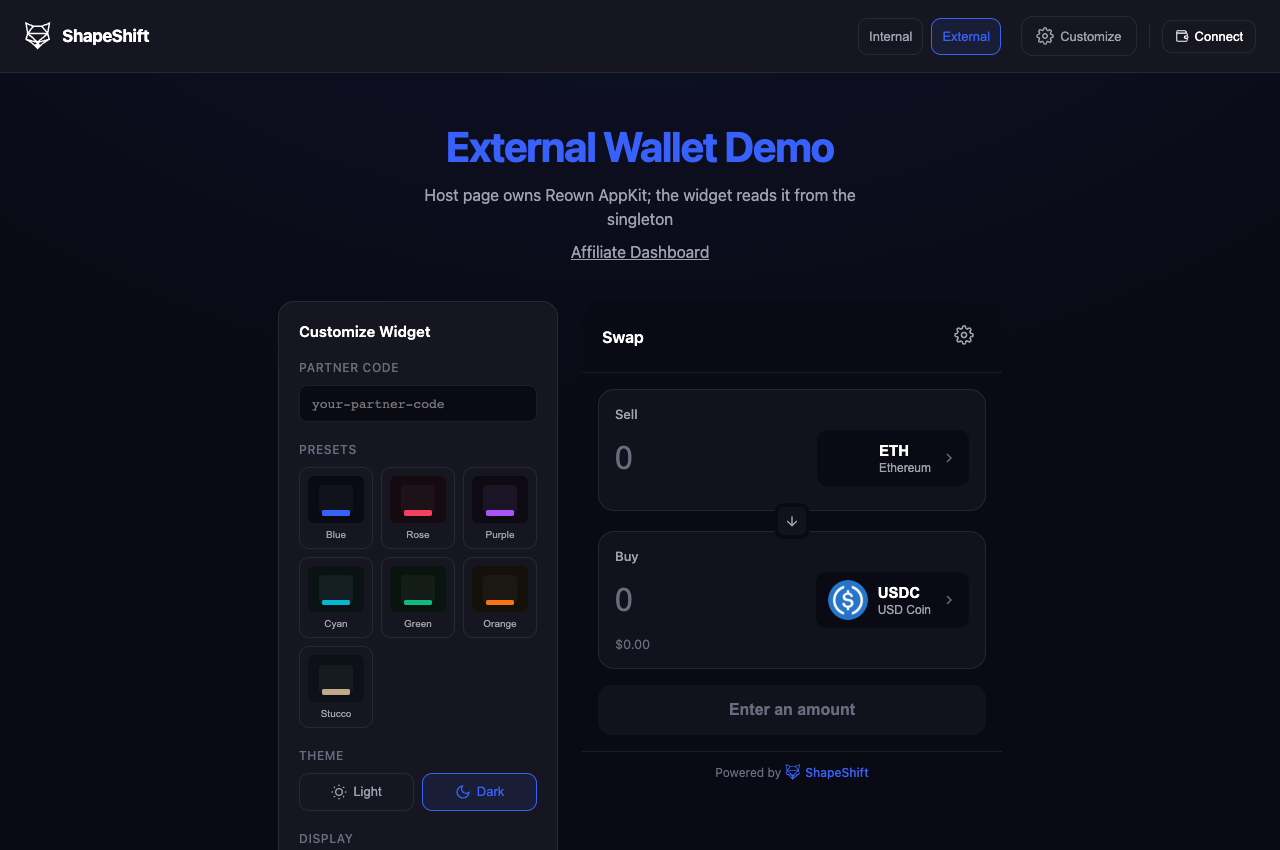 ShapeShift
Internal
External
Customize
Connect
External Wallet Demo
Host page owns Reown AppKit; the widget reads it from the
singleton
Affiliate Dashboard
Customize Widget
PARTNER CODE
your-partner-code
PRESETS
Blue
Rose
Purple
Cyan
Green
Orange
Stucco
THEME
Light
Dark
DISPLAY
Swap
Sell
0
ETH
Ethereum
Buy
0
USDC
USD Coin
$0.00
Enter an amount
Powered by ShapeShift